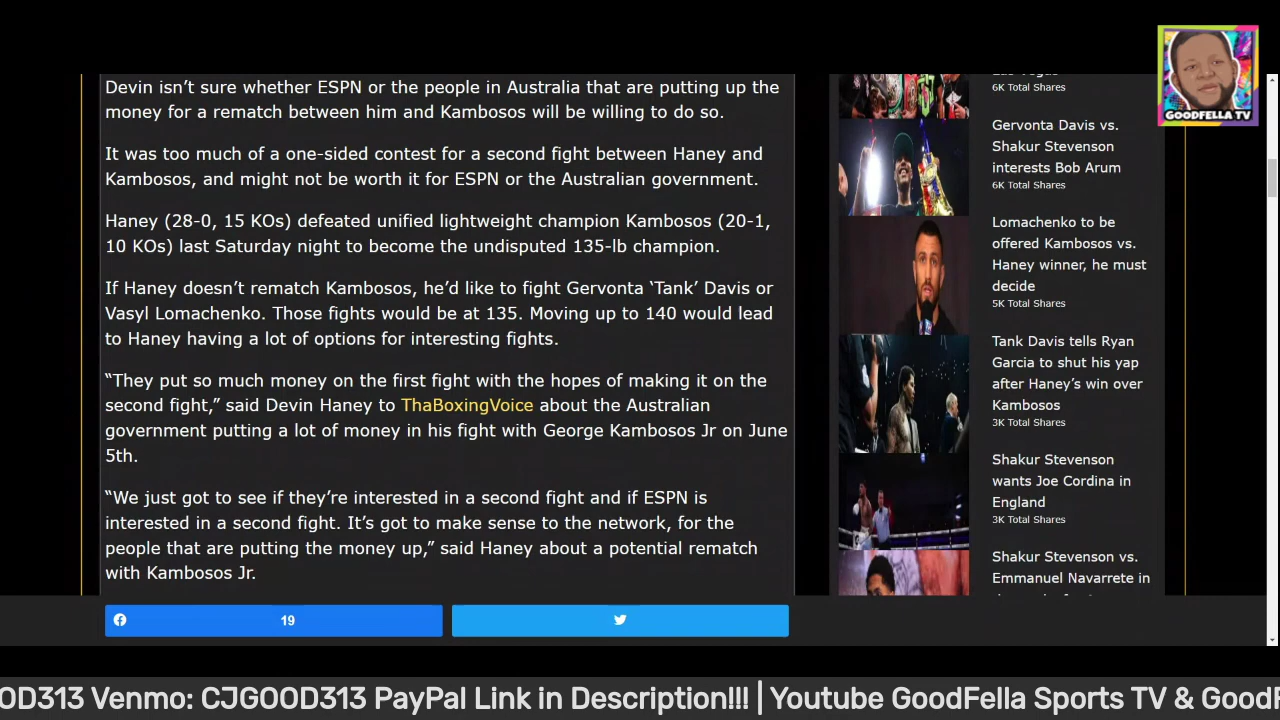 GOODFELLA TV
Devin isn’t sure whether ESPN or the people in Australia that are putting up the
money for a rematch between him and Kambosos will be willing to do so.
It was too much of a one-sided contest for a second fight between Haney and
Kambosos, and might not be worth it for ESPN or the Australian government.
Haney (28-0, 15 KOs) defeated unified lightweight champion Kambosos (20-1,
10 KOs) last Saturday night to become the undisputed 135-lb champion.
If Haney doesn’t rematch Kambosos, he’d like to fight Gervonta ‘Tank’ Davis or
Vasyl Lomachenko. Those fights would be at 135. Moving up to 140 would lead
to Haney having a lot of options for interesting fights.
“They put so much money on the first fight with the hopes of making it on the
second fight,” said Devin Haney to ThaBoxingVoice about the Australian
government putting a lot of money in his fight with George Kambosos Jr on June
5th.
“We just got to see if they’re interested in a second fight and if ESPN is
interested in a second fight. It’s got to make sense to the network, for the
people that are putting the money up,” said Haney about a potential rematch
with Kambosos Jr.
19
6K Total Shares
Gervonta Davis vs.
Shakur Stevenson
interests Bob Arum
6K Total Shares
Lomachenko to be
offered Kambosos vs.
Haney winner, he must
decide
5K Total Shares
Tank Davis tells Ryan
Garcia to shut his yap
after Haney’s win over
Kambosos
3K Total Shares
Shakur Stevenson
wants Joe Cordina in
England
3K Total Shares
Shakur Stevenson vs.
Emmanuel Navarrete in
OD313 Venmo: CJGOOD313 PayPal Link in Description!!! | Youtube GoodFella Sports TV & GoodF